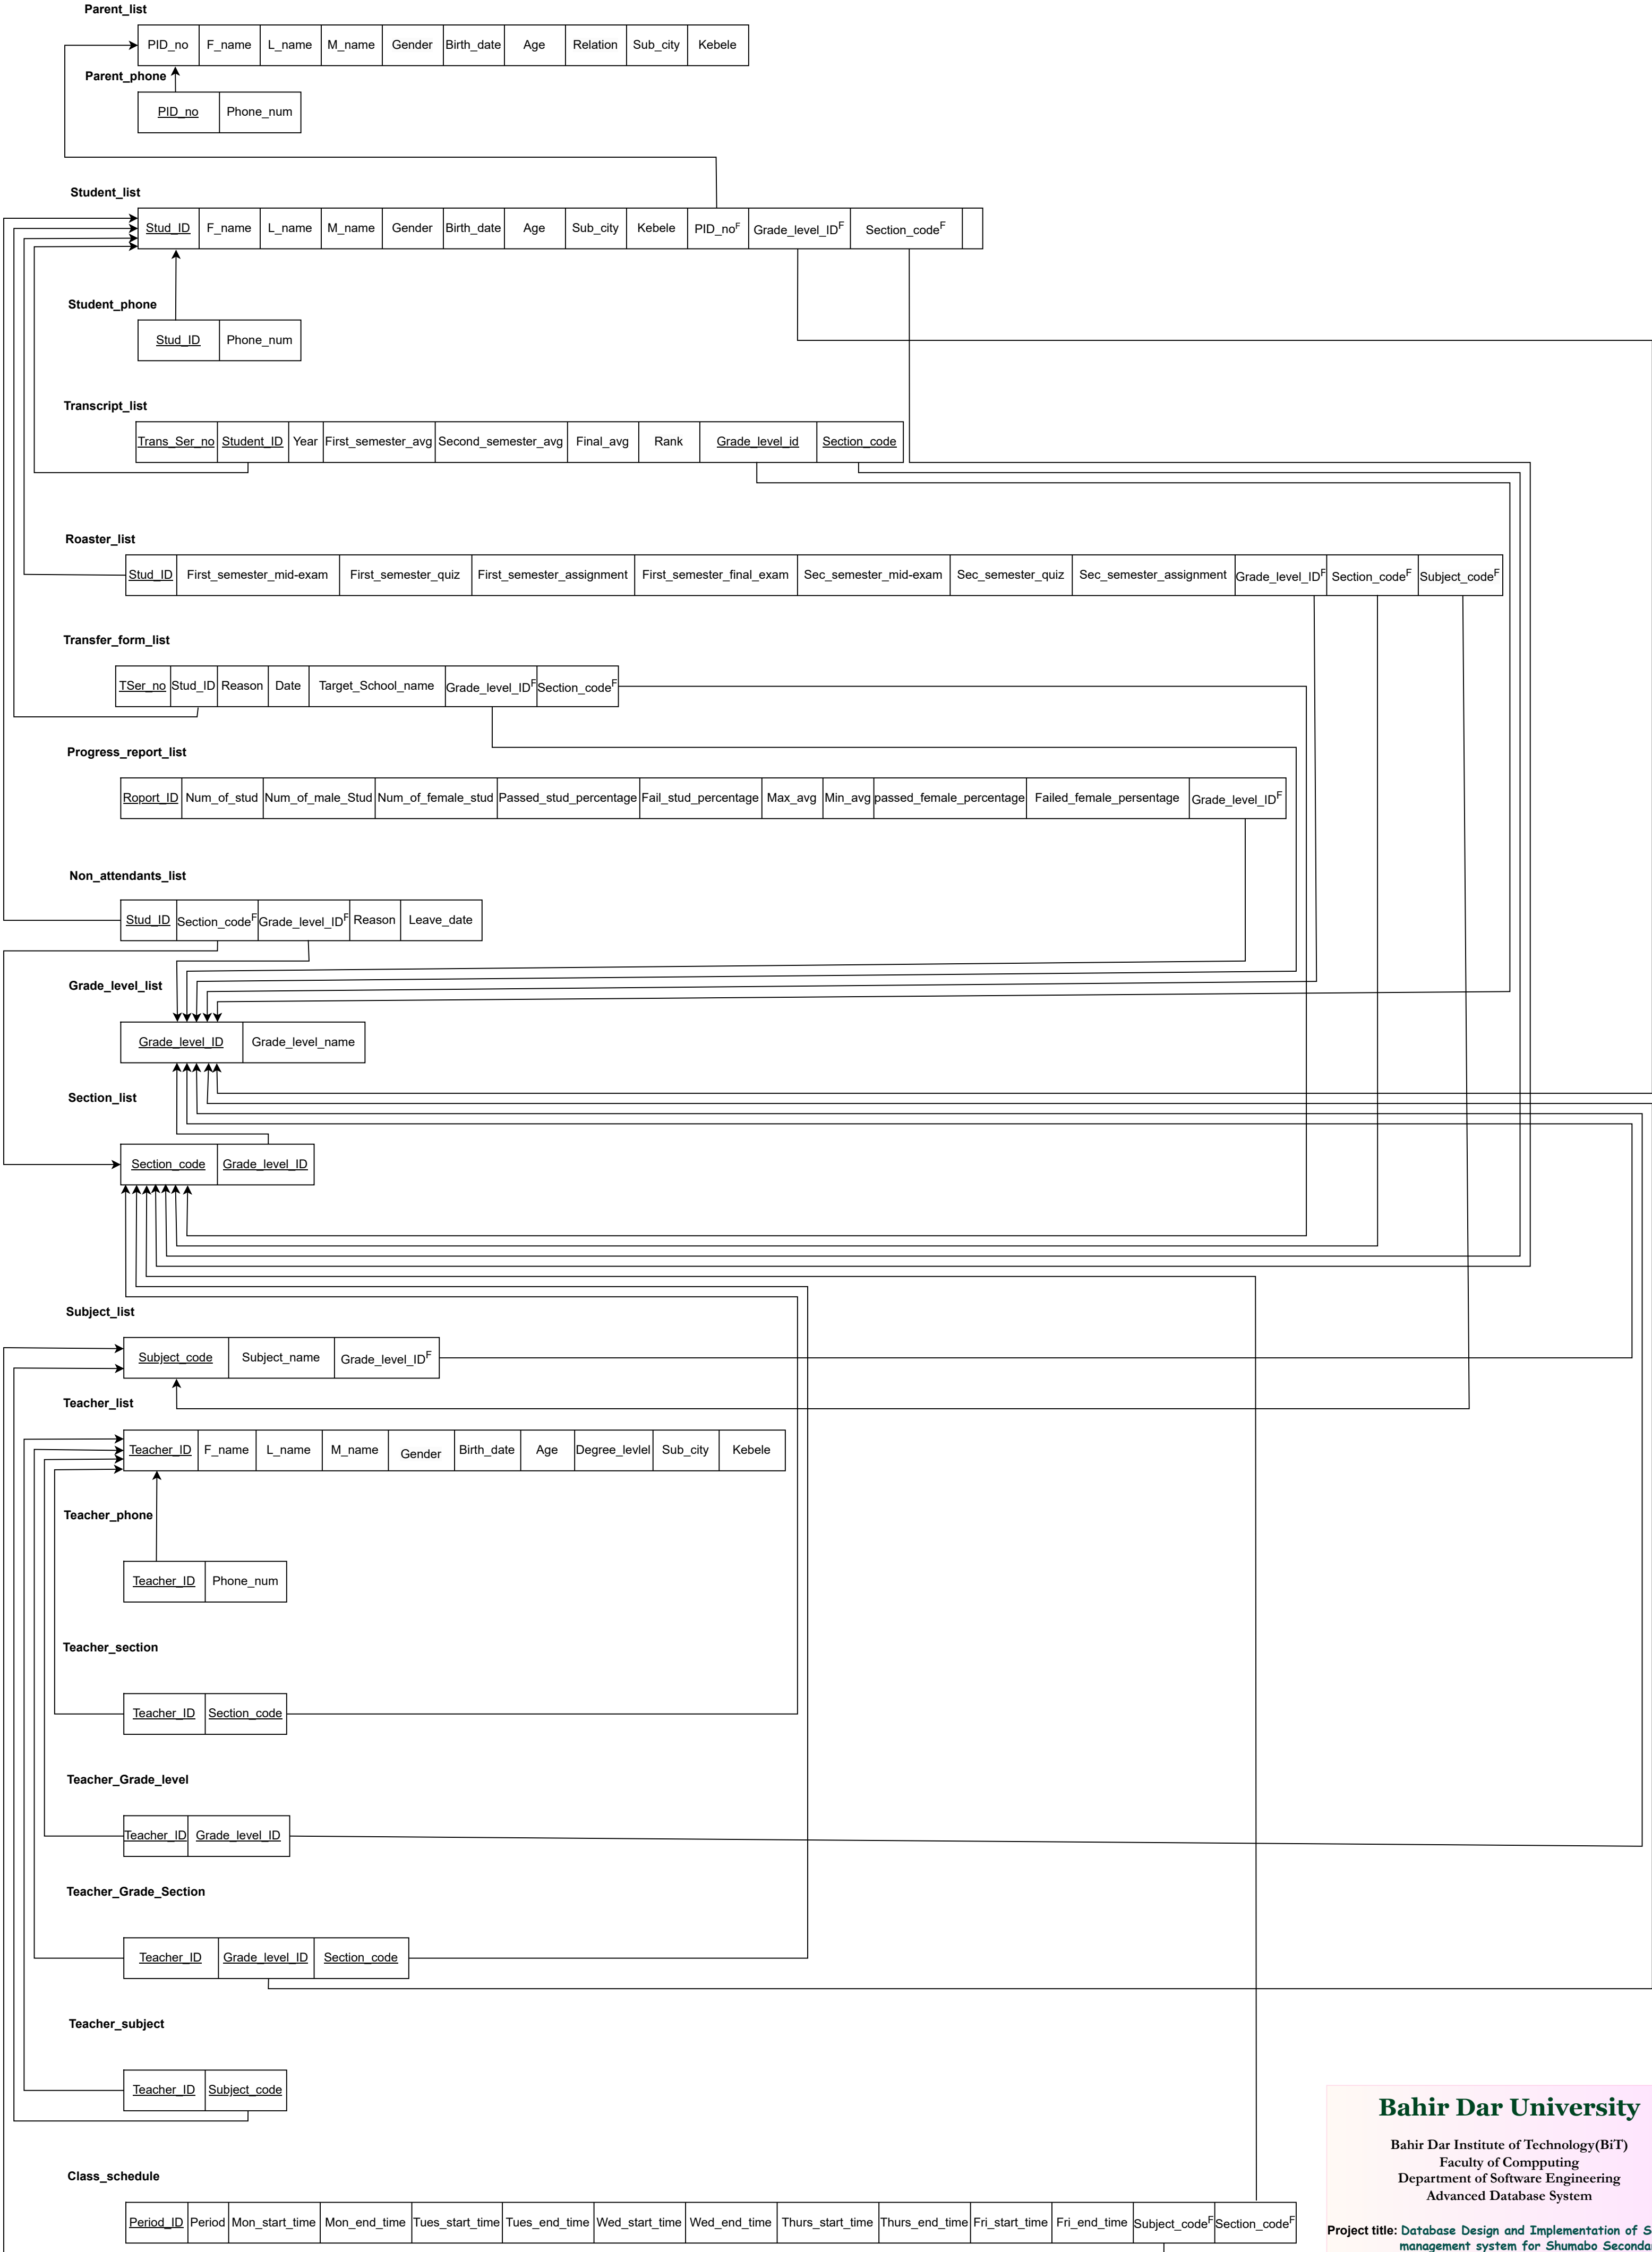 Parent_list
PID_no F_name L_name M_name Gender Birth_date Age Relation Sub_city Kebele
Parent_phone
PID_no Phone_num
Student_list
Stud_ID F_name L_name M_name Gender Birth_date Age Sub_city Kebele PID_noF Grade_level_IDF Section_codeF
Student_phone
Stud_ID Phone_num
Transcript_list
Trans_Ser_no Student_ID Year First_semester_avg Second_semester_avg Final_avg Rank Grade_level_id Section_code
Roaster_list
Stud_ID First_semester_mid-exam First_semester_quiz First_semester_assignment First_semester_final_exam Sec_semester_mid-exam Sec_semester_quiz Sec_semester_assignment Grade_level_IDF Section_codeF Subject_codeF
Transfer_form_list
TSer_no Stud_ID Reason Date Target_School_name Grade_level_IDF Section_codeF
Progress_report_list
Roport_ID Num_of_stud Num_of_male_Stud Num_of_female_stud Passed_stud_percentage Fail_stud_percentage Max_avg Min_avg passed_female_percentage Failed_female_persentage Grade_level_IDF
Non_attendants_list
Stud_ID Section_codeF Grade_level_IDF Reason Leave_date
Grade_level_list
Grade_level_ID Grade_level_name
Section_list
Section_code Grade_level_ID
Subject_list
Subject_code Subject_name Grade_level_IDF
Teacher_list
Teacher_ID F_name L_name M_name Gender Birth_date Age Degree_levlel Sub_city Kebele
Teacher_phone
Teacher_ID Phone_num
Teacher_section
Teacher_ID Section_code
Teacher_Grade_level
Teacher_ID Grade_level_ID
Teacher_Grade_Section
Teacher_ID Grade_level_ID Section_code
Teacher_subject
Teacher_ID Subject_code
Class_schedule
Period_ID Period Mon_start_time Mon_end_time Tues_start_time Tues_end_time Wed_start_time Wed_end_time Thurs_start_time Thurs_end_time Fri_start_time Fri_end_time Subject_codeF Section_codeF
Bahir Dar University
Bahir Dar Institute of Technology(BiT)
Faculty of Compputing
Department of Software Engineering
Advanced Database System
Project title: Database Design and Implementation of
management system for Shumabo